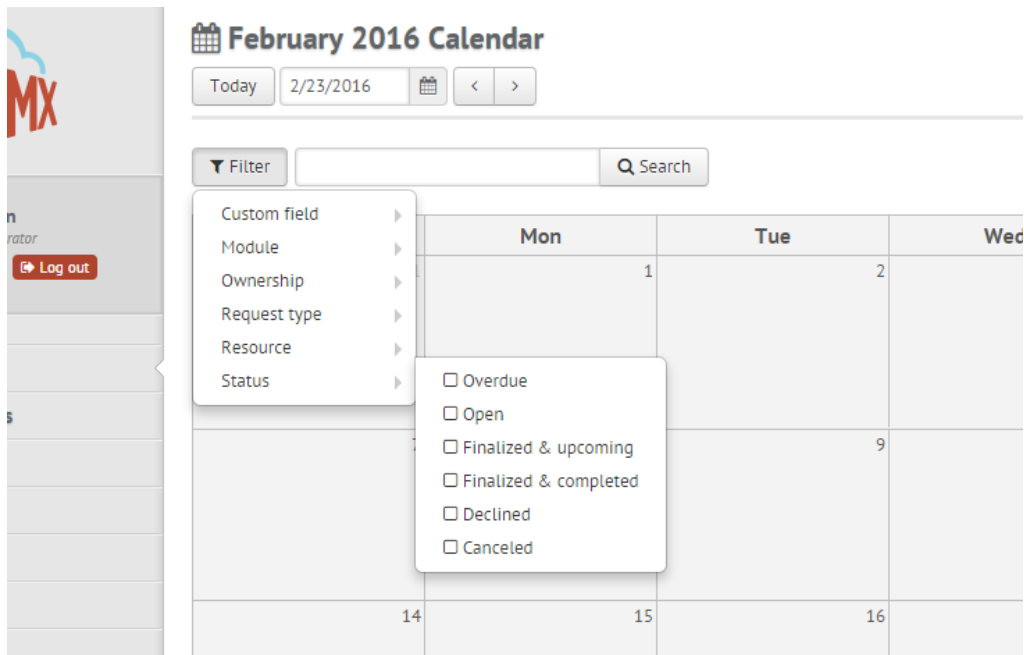 February 2016 Calendar
MX
Today 2/23/2016 < >
Filter Search
n
rator
Log out
s
Custom field
Module
Ownership
Request type
Resource
Status
Mon Tue Wed
1 2
Overdue
Open
Finalized & upcoming
Finalized & completed
Declined
Canceled
7 9
14 15 16